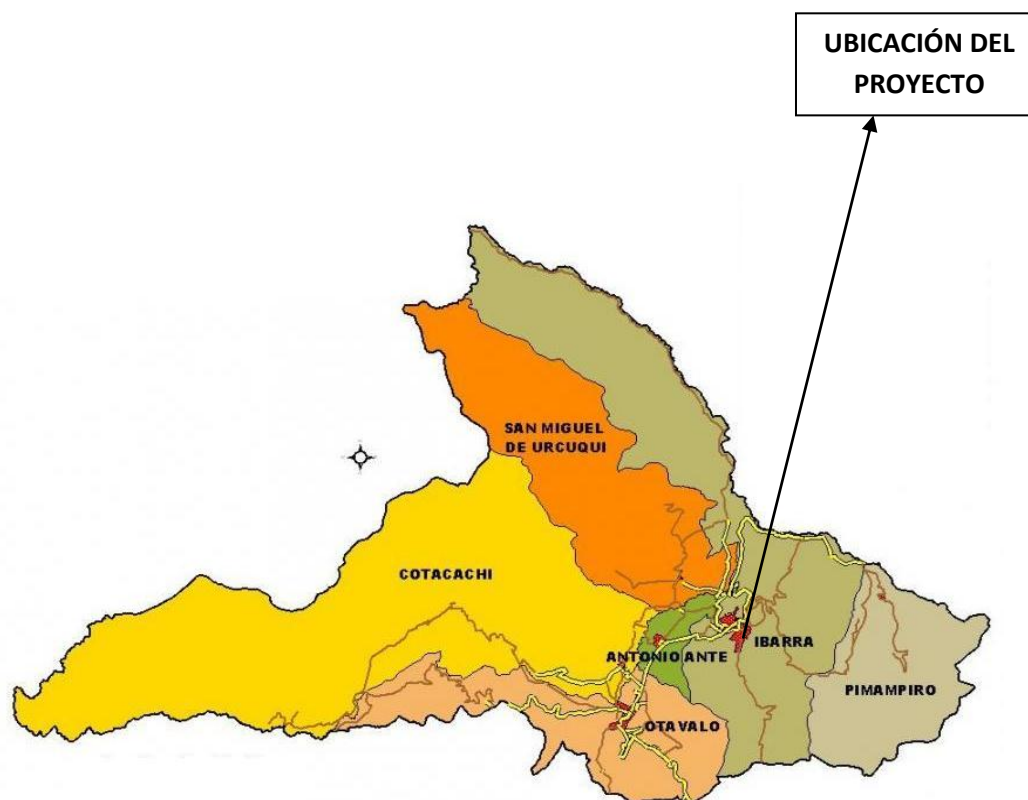 UBICACIÓN DEL
PROYECTO
SAN MIGUEL
DE URCUQUI
COTACACHI
ANTONIO ANTE
IBARRA
PIMAMPIRO
OTAVALO